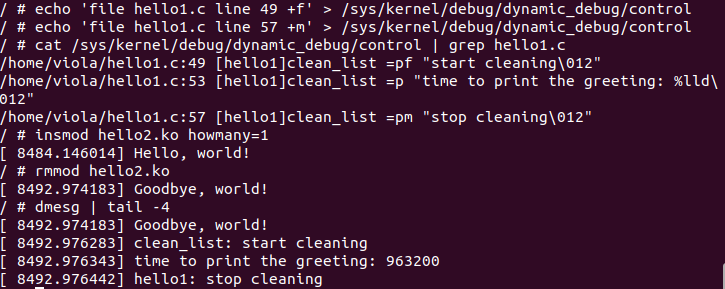 / # echo 'file hello1.c line 49 +f' > /sys/kernel/debug/dynamic_debug/control
/ # echo 'file hello1.c line 57 +m' > /sys/kernel/debug/dynamic_debug/control
/ # cat /sys/kernel/debug/dynamic_debug/control | grep hello1.c
/home/viola/hello1.c:49 [hello1]clean_list =pf "start cleaning\012"
/home/viola/hello1.c:53 [hello1]clean_list =p "time to print the greeting: %lld\
012"
/home/viola/hello1.c:57 [hello1]clean_list =pm "stop cleaning\012"
/ # insmod hello2.ko howmany=1
[ 8484.146014] Hello, world!
/ # rmmod hello2.ko
[ 8492.974183] Goodbye, world!
/ # dmesg | tail -4
[ 8492.974183] Goodbye, world!
[ 8492.976283] clean_list: start cleaning
[ 8492.976343] time to print the greeting: 963200
[ 8492.976442] hello1: stop cleaning